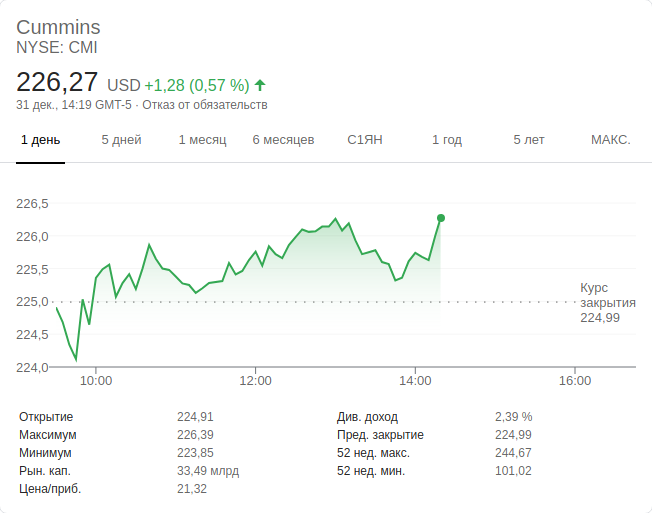 Cummins
NYSE: CMI
226,27 USD +1,28 (0,57 %)
31 дек., 14:19 GMT-5 · Отказ от обязательств
1 день 5 дней 1 месяц 6 месяцев С1ЯН 1 год 5 лет МАКС.
226,5
226,0
225,5
225,0
224,5
224,0
Курс
закрытия
224,99
10:00 12:00 14:00 16:00
Открытие 224,91 Див. доход 2,39 %
Максимум 226,39 Пред. закрытие 224,99
Минимум 223,85 52 нед. макс. 244,67
Рын. кап. 33,49 млрд 52 нед. мин. 101,02
Цена/приб. 21,32